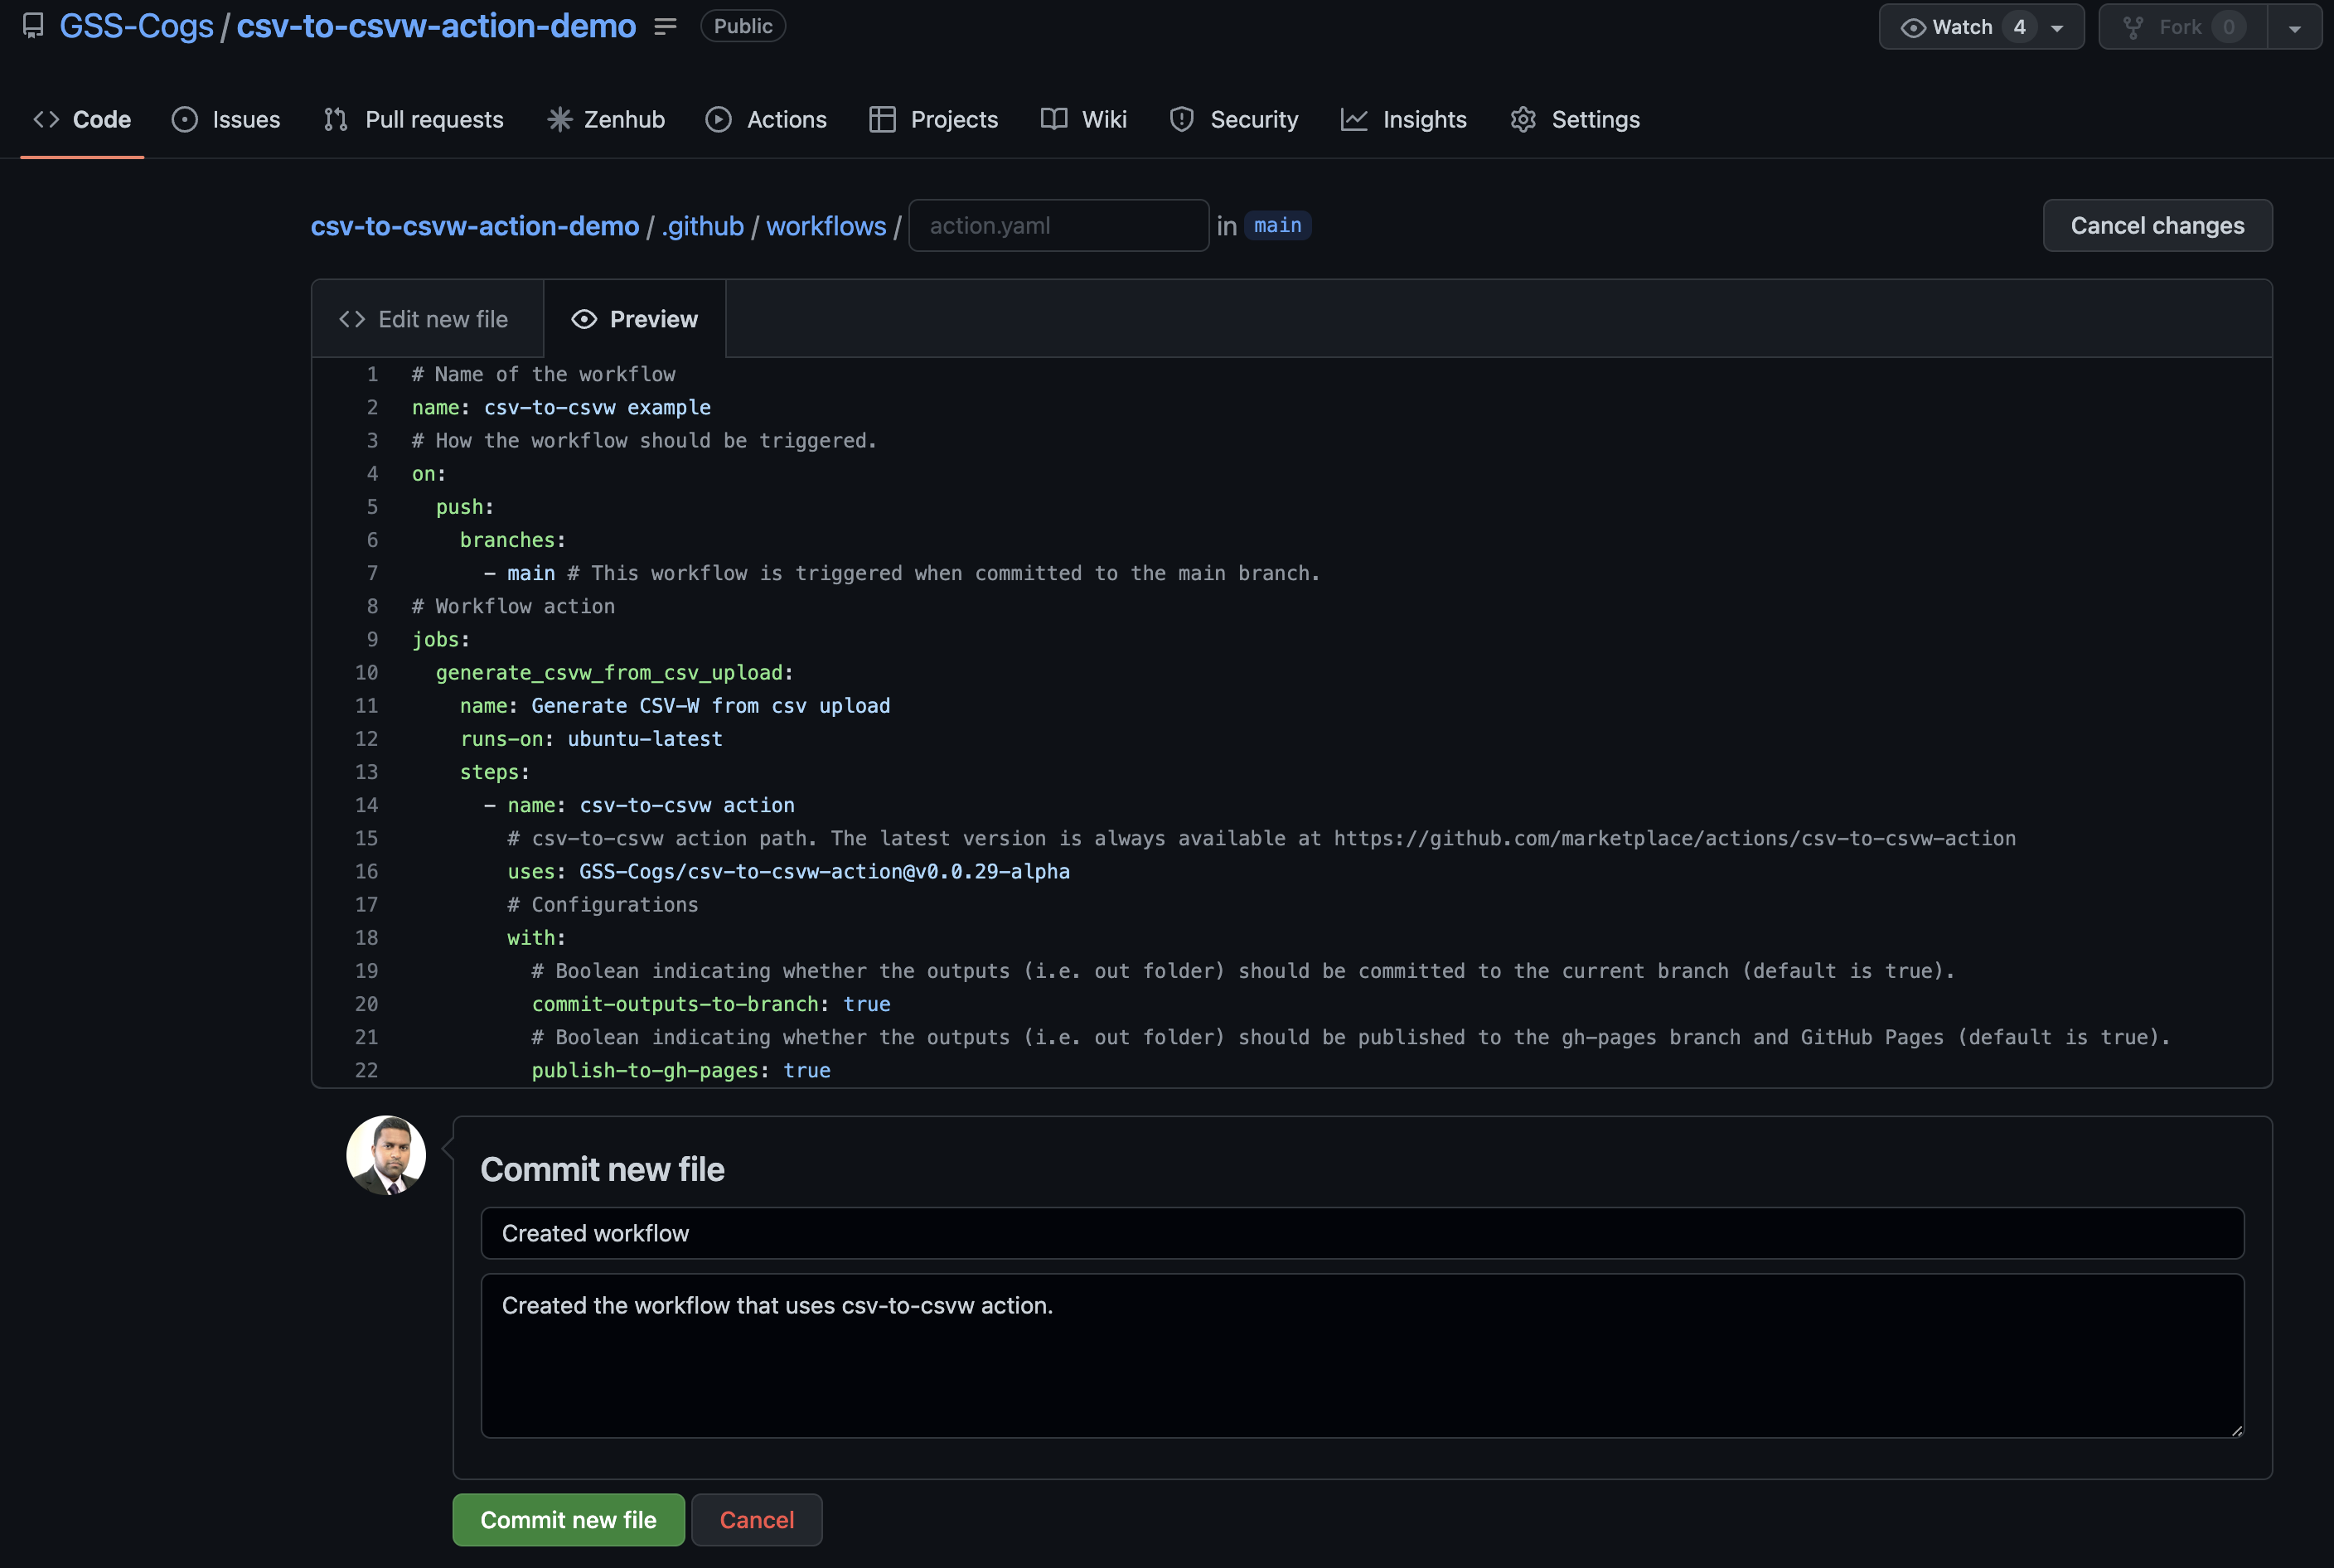 GSS-Cogs / csv-to-csvw-action-demo Public Watch 4 Fork 0
Code Issues Pull requests Zenhub Actions Projects Wiki Security Insights Settings
csv-to-csvw-action-demo / .github / workflows / action.yaml in main Cancel changes
Edit new file Preview
1 # Name of the workflow
2 name: csv-to-csvw example
3 # How the workflow should be triggered.
4 on:
5 push:
6 branches:
7 - main # This workflow is triggered when committed to the main branch.
8 # Workflow action
9 jobs:
10 generate_csvw_from_csv_upload:
11 name: Generate CSV-W from csv upload
12 runs-on: ubuntu-latest
13 steps:
14 - name: csv-to-csvw action
15 # csv-to-csvw action path. The latest version is always available at https://github.com/marketplace/actions/csv-to-csvw-action
16 uses: GSS-Cogs/csv-to-csvw-action@v0.0.29-alpha
17 # Configurations
18 with:
19 # Boolean indicating whether the outputs (i.e. out folder) should be committed to the current branch (default is true).
20 commit-outputs-to-branch: true
21 # Boolean indicating whether the outputs (i.e. out folder) should be published to the gh-pages branch and GitHub Pages (default is true).
22 publish-to-gh-pages: true
Commit new file
Created workflow
Created the workflow that uses csv-to-csvw action.
Commit new file Cancel